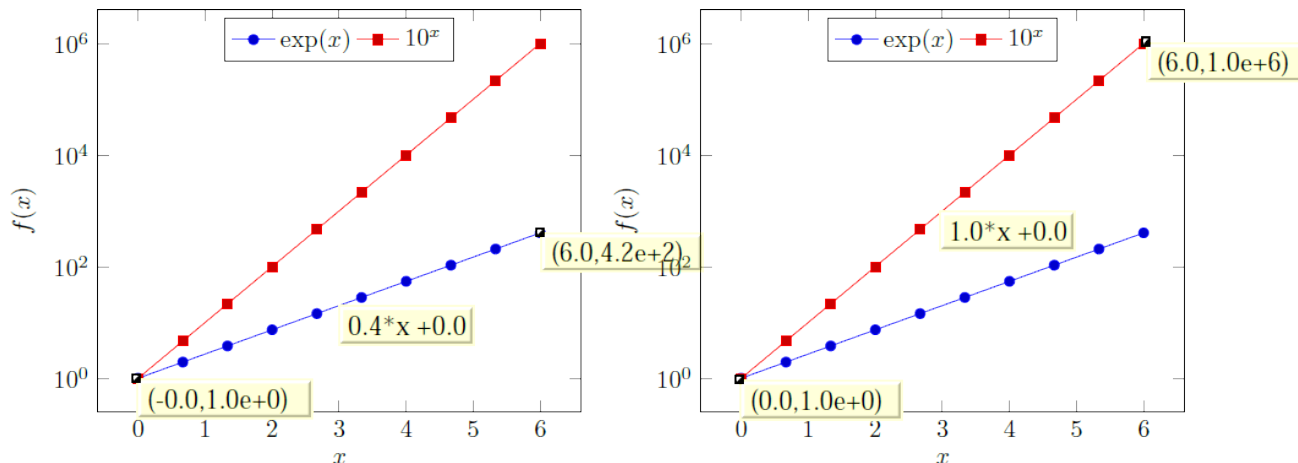 exp(x) 10^x
10^6
10^4
10^2
10^0
f(x)
(6.0,4.2e+2)
0.4*x +0.0
(-0.0,1.0e+0)
0 1 2 3 4 5 6
x
exp(x) 10^x
10^6
10^4
10^2
10^0
f(x)
(6.0,1.0e+6)
1.0*x +0.0
(0.0,1.0e+0)
0 1 2 3 4 5 6
x